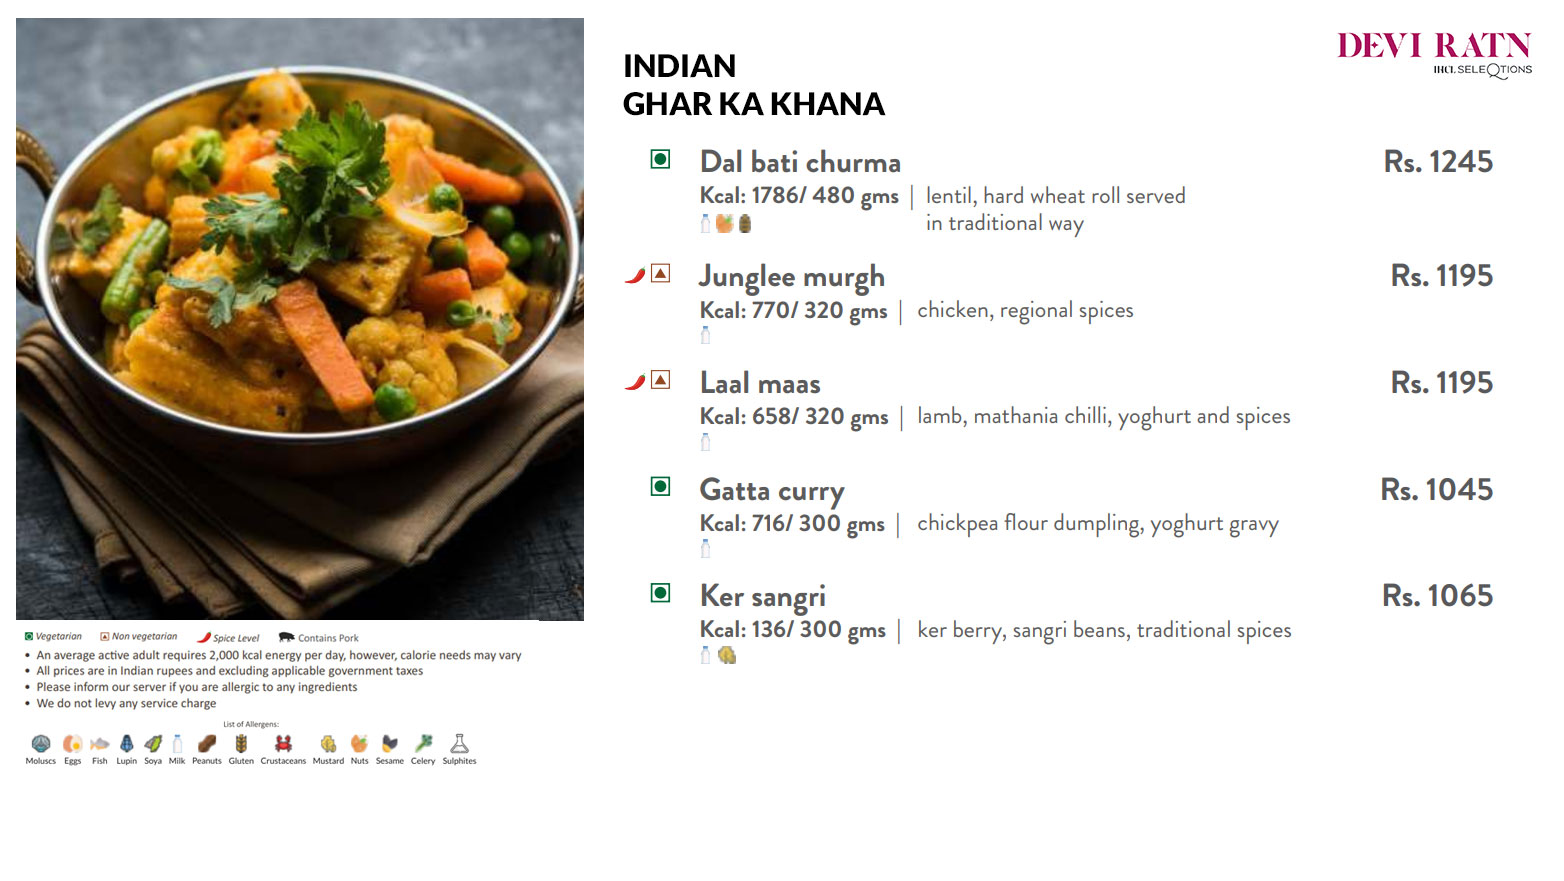 DEVI RATN
IHCL SELEQTIONS
INDIAN
GHAR KA KHANA
Dal bati churma Rs. 1245
Kcal: 1786/ 480 gms | lentil, hard wheat roll served
in traditional way
Junglee murgh Rs. 1195
Kcal: 770/ 320 gms | chicken, regional spices
Laal maas Rs. 1195
Kcal: 658/ 320 gms | lamb, mathania chilli, yoghurt and spices
Gatta curry Rs. 1045
Kcal: 716/ 300 gms | chickpea flour dumpling, yoghurt gravy
Ker sangri Rs. 1065
Kcal: 136/ 300 gms | ker berry, sangri beans, traditional spices
Vegetarian Non vegetarian Spice Level Contains Pork
• An average active adult requires 2,000 kcal energy per day, however, calorie needs may vary
• All prices are in Indian rupees and excluding applicable government taxes
• Please inform our server if you are allergic to any ingredients
• We do not levy any service charge
List of Allergens:
Moluscs Eggs Fish Lupin Soya Milk Peanuts Gluten Crustaceans Mustard Nuts Sesame Celery Sulphites